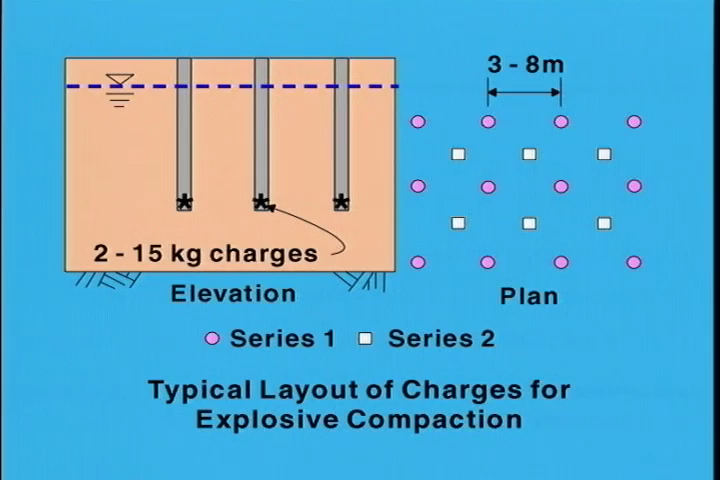 3 - 8m
2 - 15 kg charges
Elevation
Plan
Series 1
Series 2
Typical Layout of Charges for
Explosive Compaction